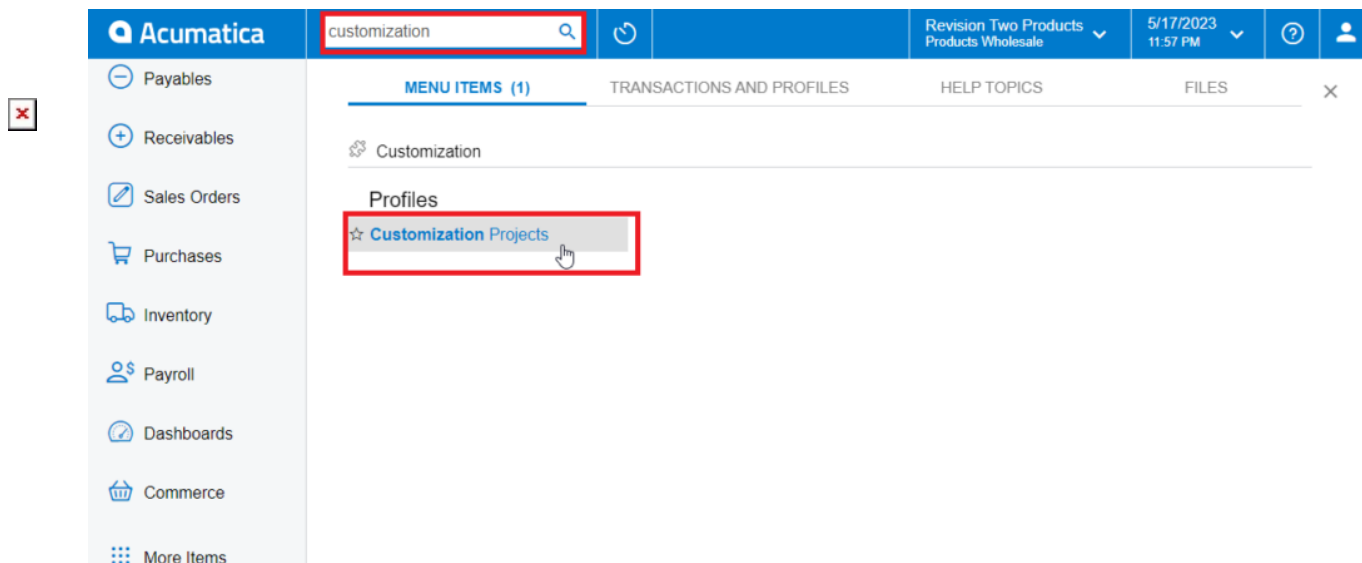 Acumatica
customization
Revision Two Products
Products Wholesale
5/17/2023
11:57 PM
Payables
Receivables
Sales Orders
Purchases
Inventory
Payroll
Dashboards
Commerce
More Items
MENU ITEMS (1)
TRANSACTIONS AND PROFILES
HELP TOPICS
FILES
Customization
Profiles
Customization Projects